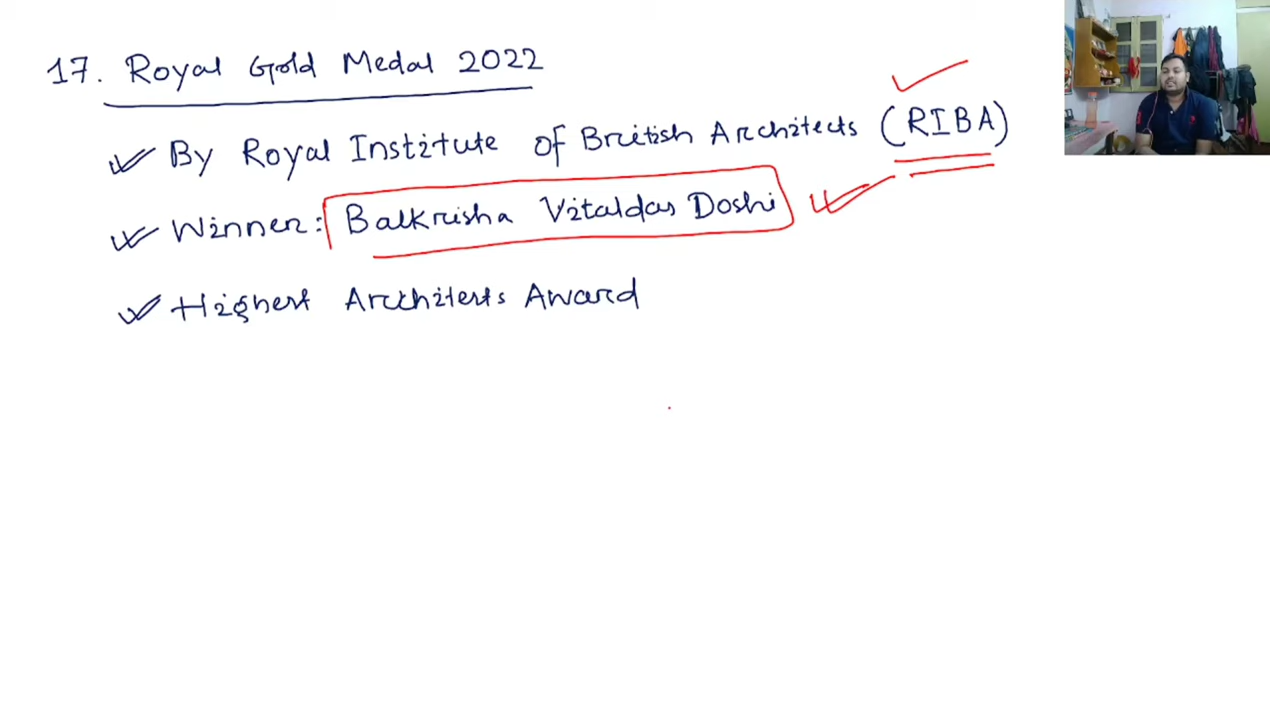 17. Royal Gold Medal 2022
By Royal Institute of British Architects (RIBA)
Winner: Balkrisha Vitaldas Doshi
Highest Architects Award